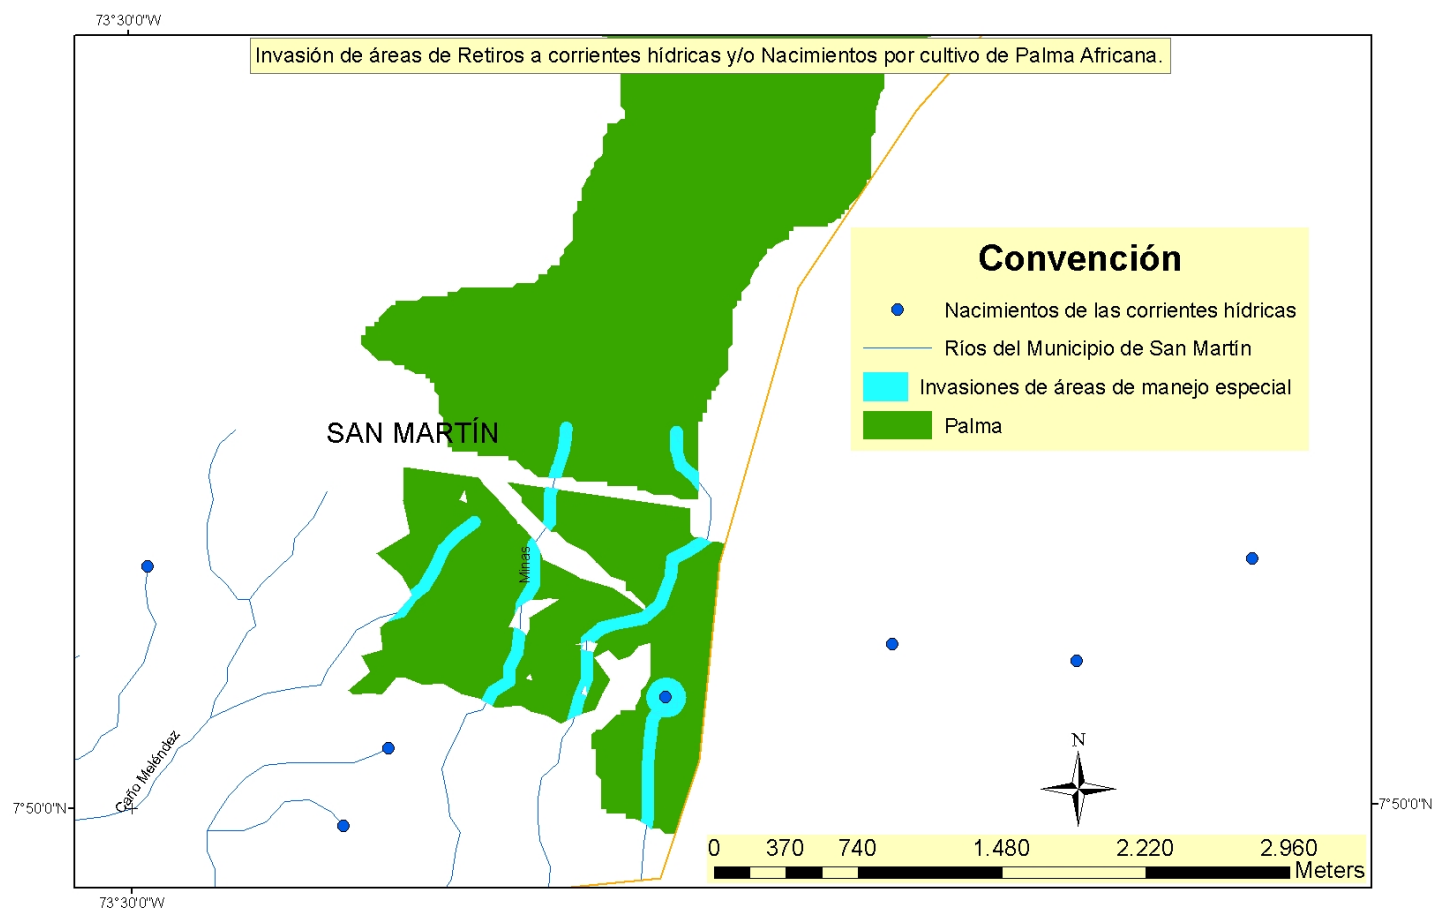 73°30'0"W
Invasión de áreas de Retiros a corrientes hídricas y/o Nacimientos por cultivo de Palma Africana.
Convención
Nacimientos de las corrientes hídricas
Ríos del Municipio de San Martín
Invasiones de áreas de manejo especial
Palma
SAN MARTÍN
Minas
Caño Meléndez
N
7°50'0"N
7°50'0"N
0 370 740 1.480 2.220 2.960
Meters
73°30'0"W